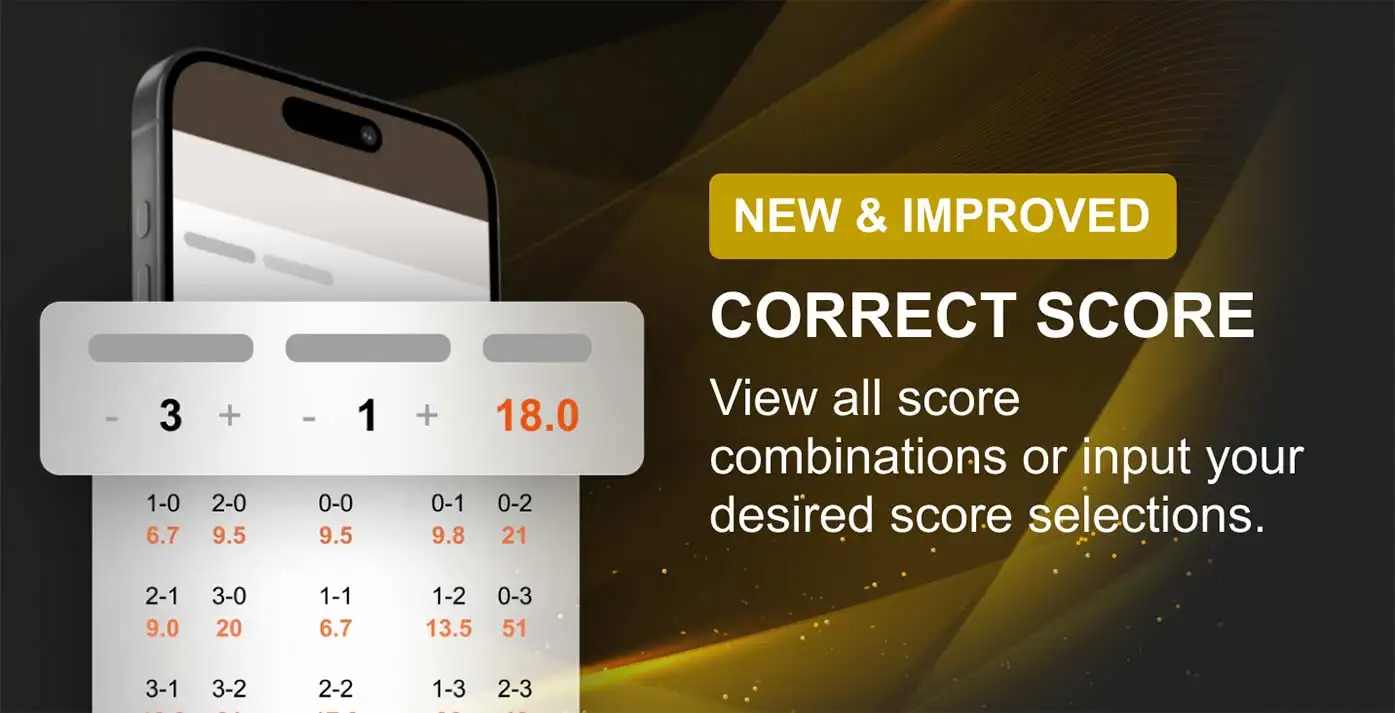 NEW & IMPROVED
CORRECT SCORE
View all score
combinations or input your
desired score selections.
- 3 + - 1 + 18.0
1-0 2-0 0-0 0-1 0-2
6.7 9.5 9.5 9.8 21
2-1 3-0 1-1 1-2 0-3
9.0 20 6.7 13.5 51
3-1 3-2 2-2 1-3 2-3